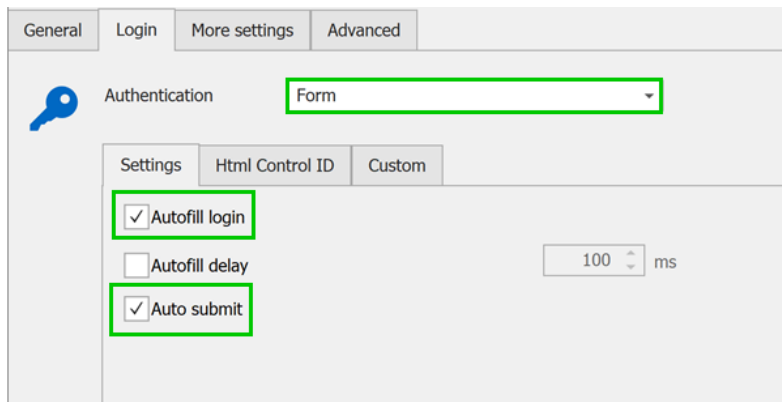 General Login More settings Advanced
Authentication Form
Settings Html Control ID Custom
Autofill login
Autofill delay 100 ms
Auto submit